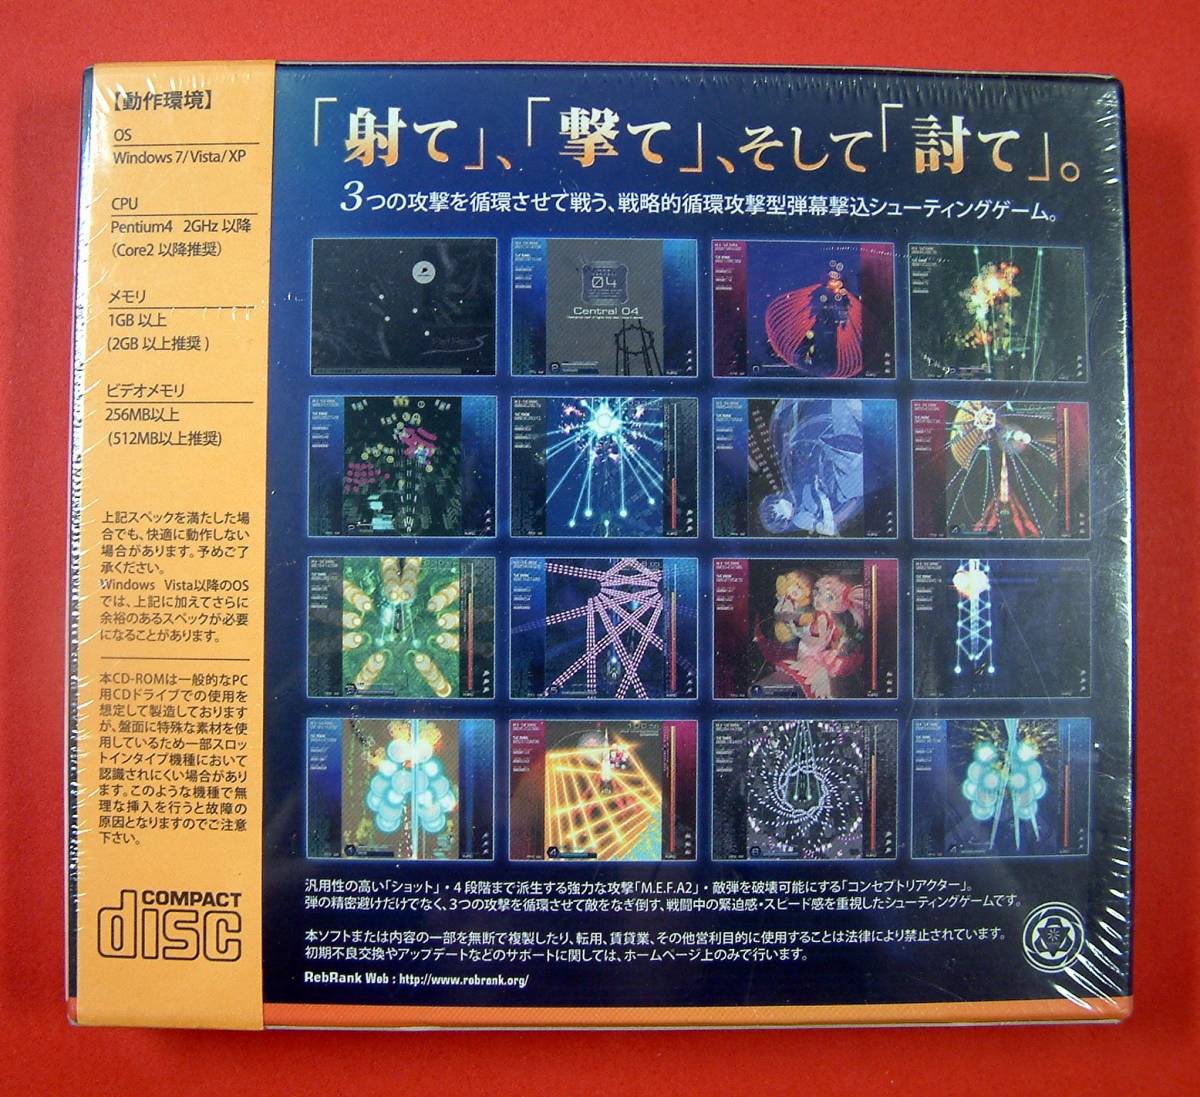 【動作環境】
OS
Windows 7/ Vista/ XP
CPU
Pentium4 2GHz 以降
（Core2 以降推奨）
メモリ
1GB 以上
(2GB 以上推奨 )
ビデオメモリ
256MB以上
(512MB以上推奨)
上記スペックを満たした場
合でも、快適に動作しない
場合があります。予めご了
承ください。
Windows Vista以降のOS
では、上記に加えてさらに
余裕のあるスペックが必要
になることがあります。
本CD-ROMは一般的なPC
用CDドライブでの使用を
想定して製造しております
が、盤面に特殊な素材を使
用しているため一部スロッ
トインタイプ機種において
認識されにくい場合があり
ます。このような機種で無
理な挿入を行うと故障の
原因となりますのでご注意
下さい。
COMPACT
disc
「射て」、「撃て」、そして「討て」。
3つの攻撃を循環させて戦う、戦略的循環攻撃型弾幕撃込シューティングゲーム。
04
Central 04
汎用性の高い「ショット」・4 段階まで派生する強力な攻撃「M.E.F.A2」・敵弾を破壊可能にする「コンセプトリアクター」。
弾の精密避けだけでなく、3つの攻撃を循環させて敵をなぎ倒す、戦闘中の緊迫感・スピード感を重視したシューティングゲームです。
本ソフトまたは内容の一部を無断で複製したり、転用、賃貸業、その他営利目的に使用することは法律により禁止されています。
初期不良交換やアップデートなどのサポートに関しては、ホームページ上のみで行います。
RebRank Web : http://www.rebrank.org/